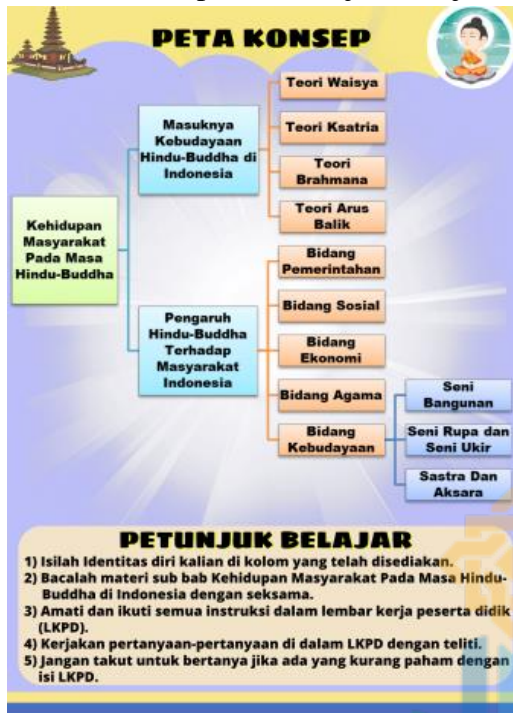 PETA KONSEP
Kehidupan
Masyarakat
Pada Masa
Hindu-Buddha
Masuknya
Kebudayaan
Hindu-Buddha di
Indonesia
Teori Waisya
Teori Ksatria
Teori
Brahmana
Teori Arus
Balik
Pengaruh
Hindu-Buddha
Terhadap
Masyarakat
Indonesia
Bidang
Pemerintahan
Bidang Sosial
Bidang
Ekonomi
Bidang Agama
Bidang
Kebudayaan
Seni
Bangunan
Seni Rupa dan
Seni Ukir
Sastra Dan
Aksara
PETUNJUK BELAJAR
1) Isilah Identitas diri kalian di kolom yang telah disediakan.
2) Bacalah materi sub bab Kehidupan Masyarakat Pada Masa Hindu-
Buddha di Indonesia dengan seksama.
3) Amati dan ikuti semua instruksi dalam lembar kerja peserta didik
(LKPD).
4) Kerjakan pertanyaan-pertanyaan di dalam LKPD dengan teliti.
5) Jangan takut untuk bertanya jika ada yang kurang paham dengan
isi LKPD.